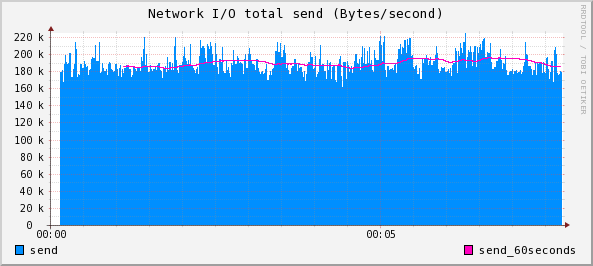 Network I/O total send (Bytes/second)
RRDTOOL / TOBI OETIKER
220 k
200 k
180 k
160 k
140 k
120 k
100 k
80 k
60 k
40 k
20 k
0
00:00 00:05
send send_60seconds